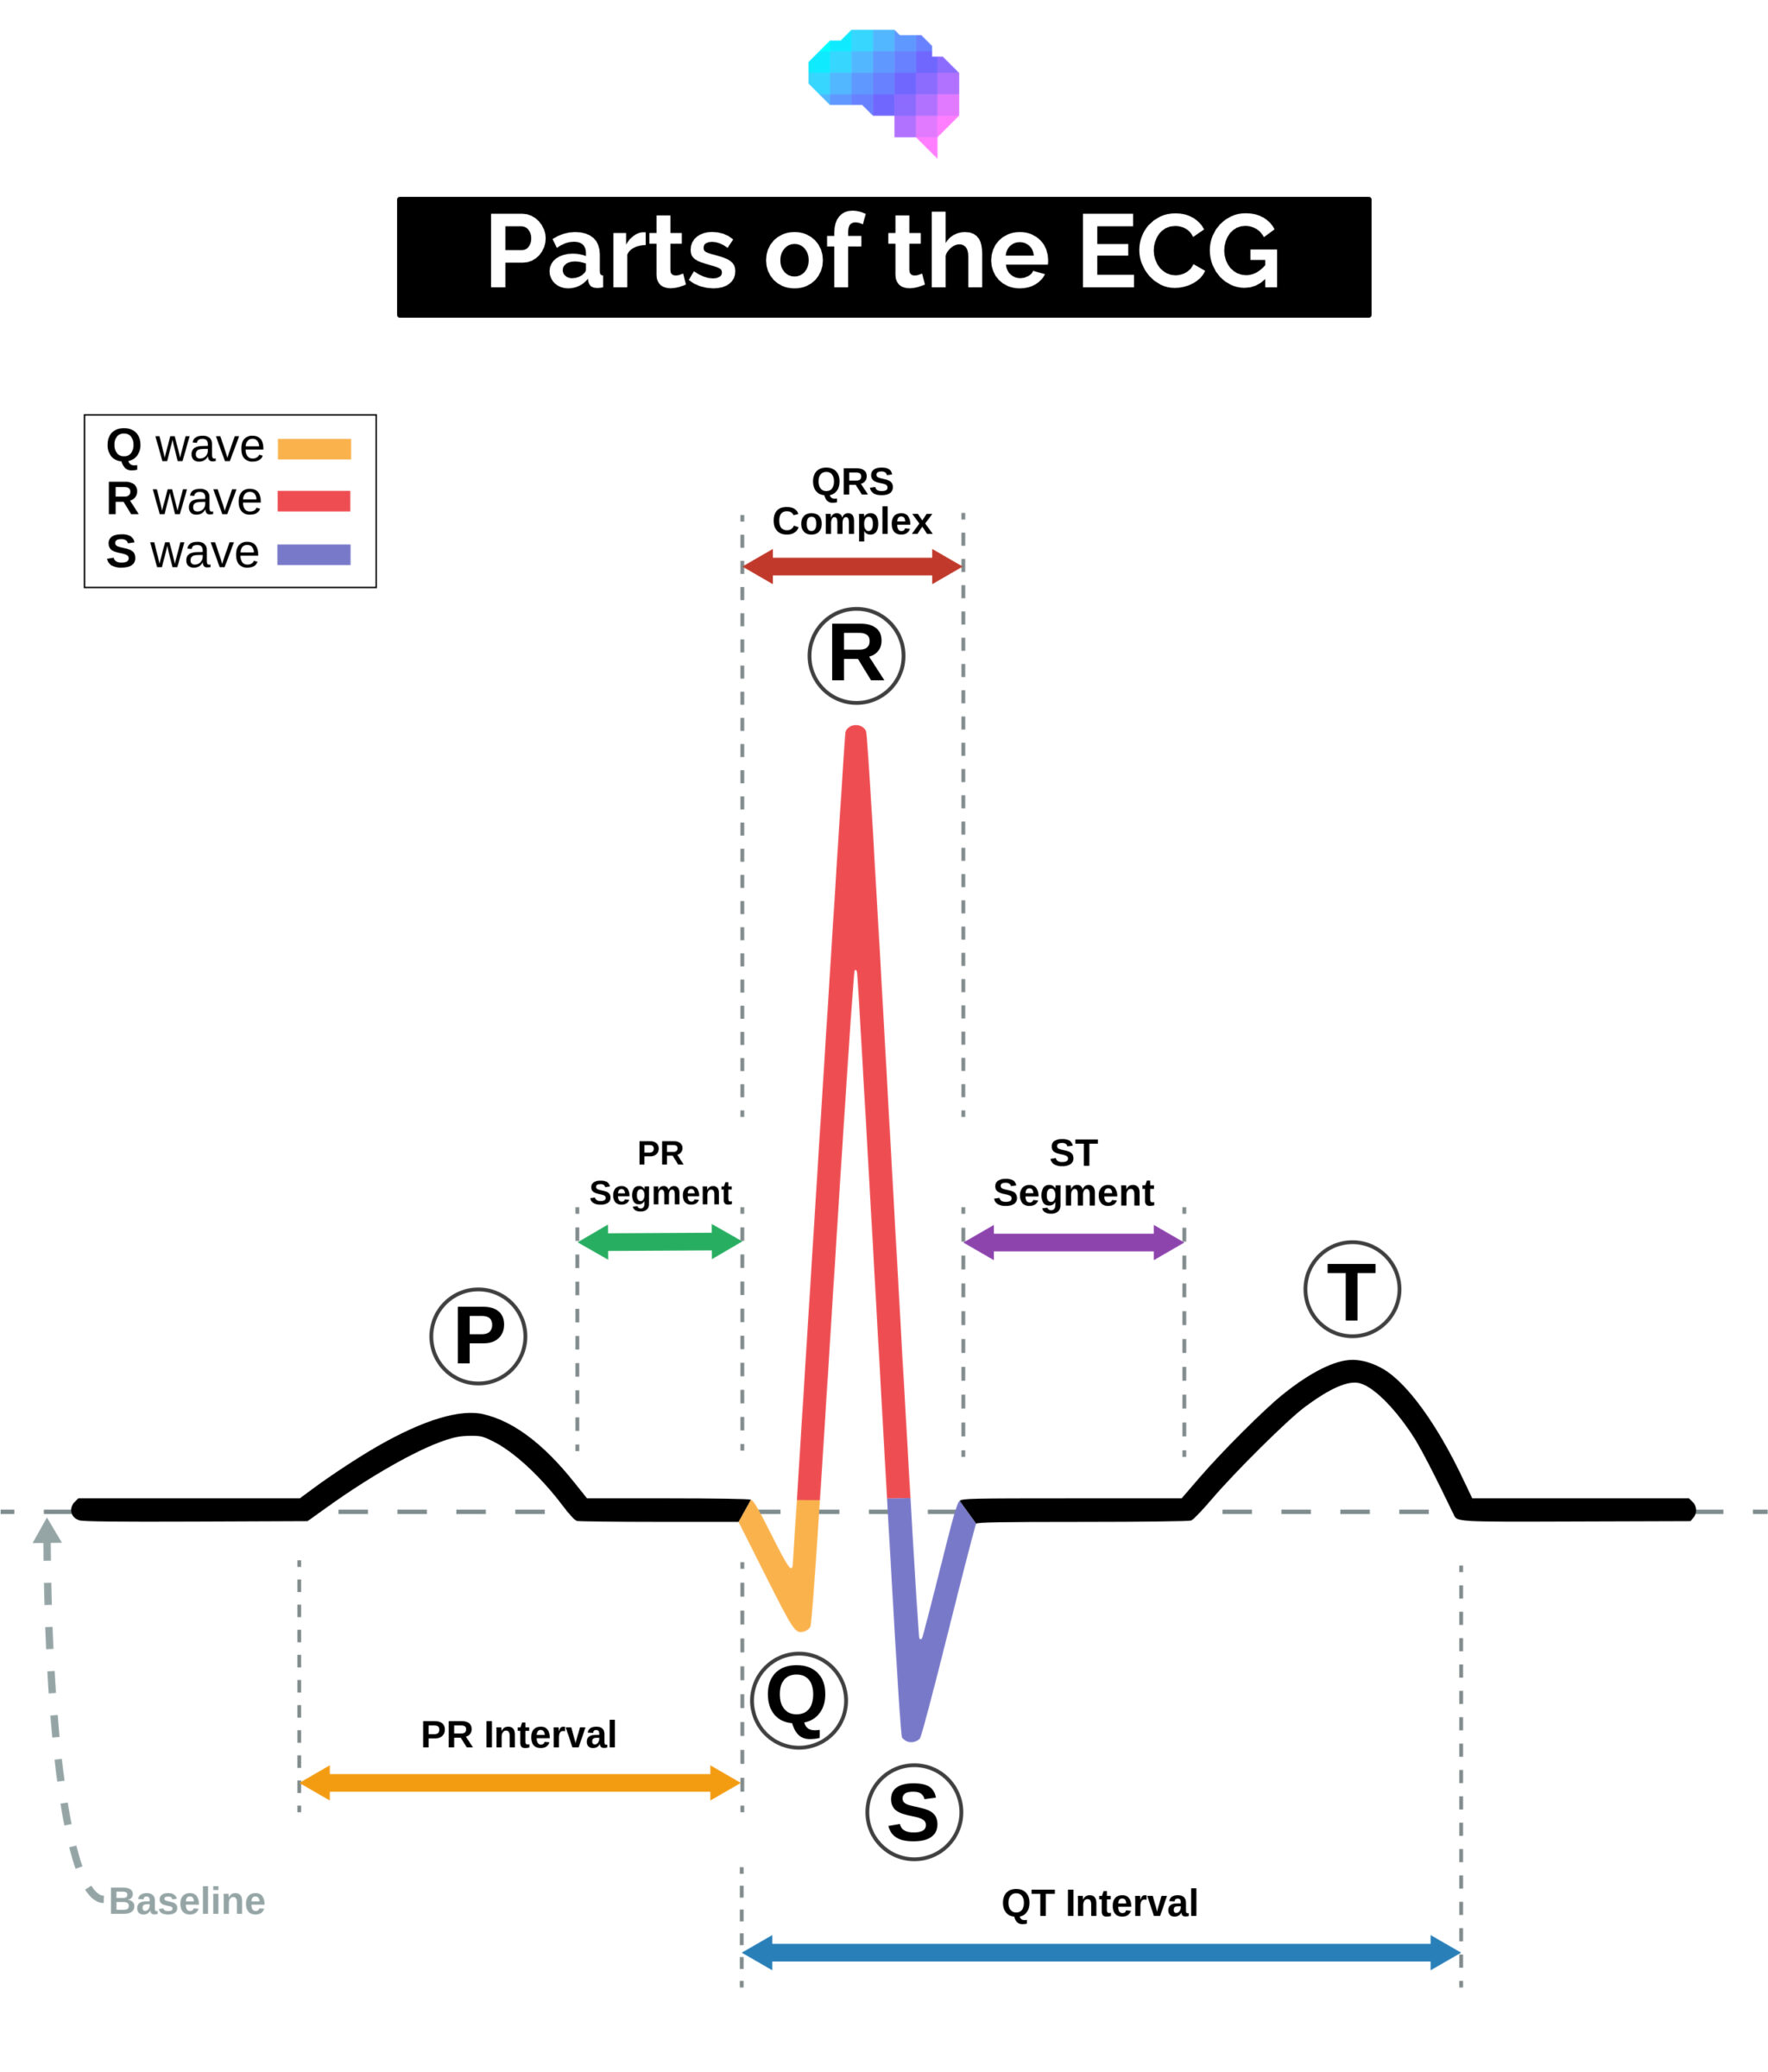 Parts of the ECG
Q wave
R wave
S wave
QRS
Complex
R
PR
Segment
ST
Segment
P
T
Q
PR Interval
S
Baseline
QT Interval